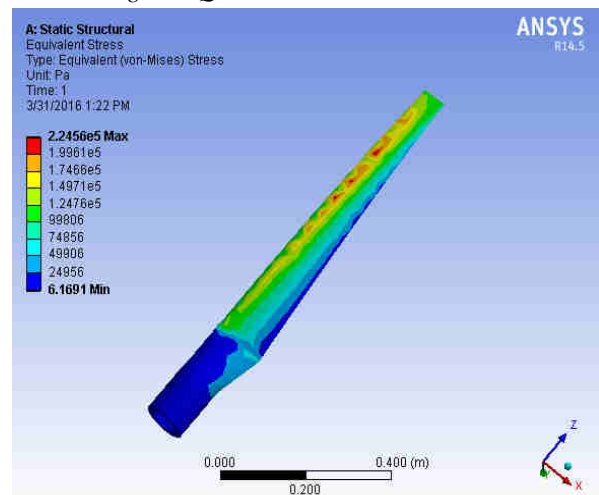 A: Static Structural
Equivalent Stress
Type: Equivalent (von-Mises) Stress
Unit: Pa
Time: 1
3/31/2016 1:22 PM
ANSYS
R14.5
2.2456e5 Max
1.9961e5
1.7466e5
1.4971e5
1.2476e5
99806
74856
49906
24956
6.1691 Min
0.000 0.400 (m)
0.200
Z
X